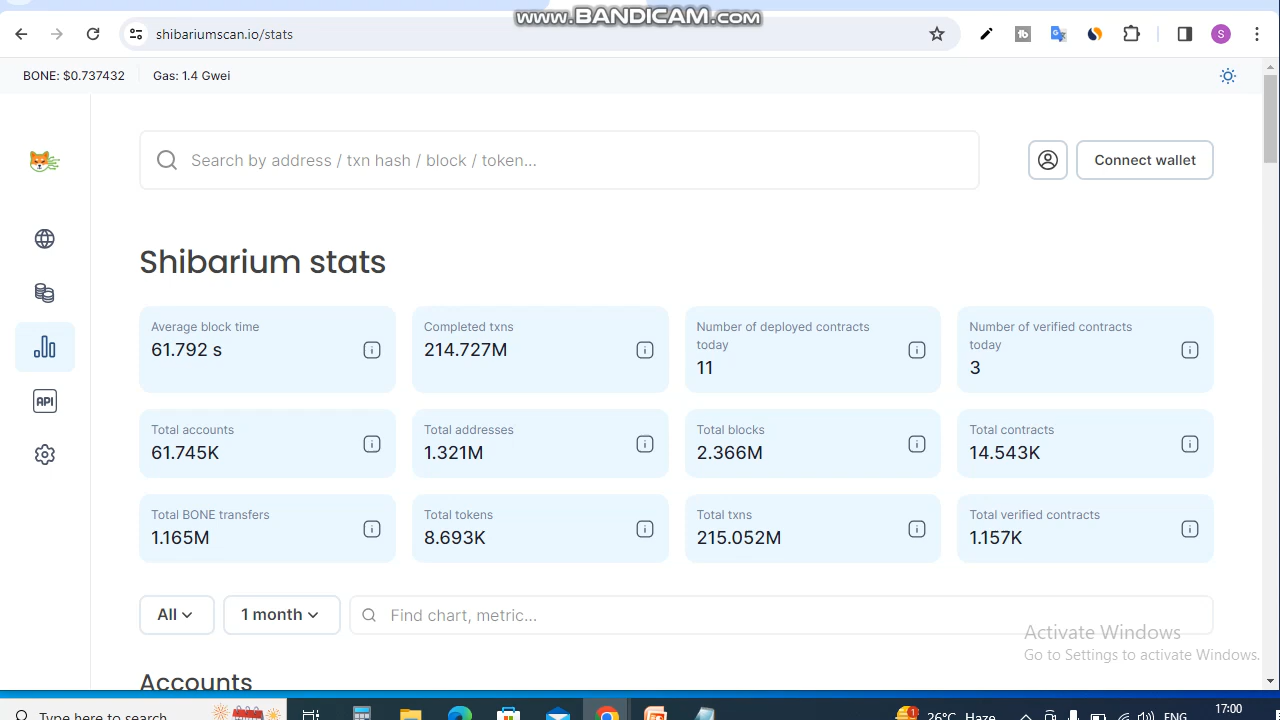 www.BANDICAM.com
shibariumscan.io/stats
S
BONE: $0.737432
Gas: 1.4 Gwei
Search by address / txn hash / block / token...
Connect wallet
Shibarium stats
Average block time
61.792 s
Completed txns
214.727M
Number of deployed contracts
today
11
Number of verified contracts
today
3
API
Total accounts
61.745K
Total addresses
1.321M
Total blocks
2.366M
Total contracts
14.543K
Total BONE transfers
1.165M
Total tokens
8.693K
Total txns
215.052M
Total verified contracts
1.157K
All
1 month
Find chart, metric...
Activate Windows
Go to Settings to activate Windows.
Accounts
Type here to search
1
26°C Haze
ENG
17:00